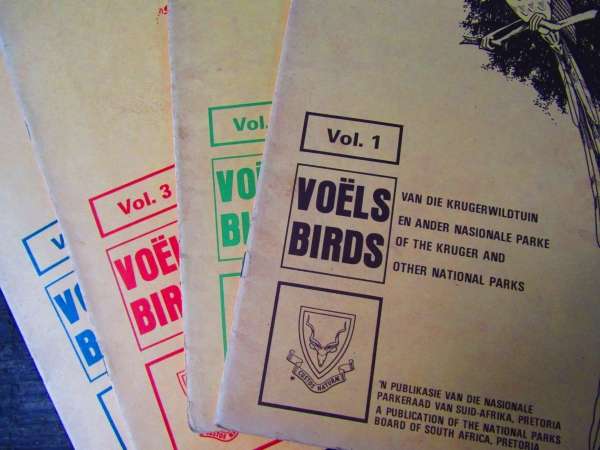 Vol. 1
VOËLS
BIRDS
VAN DIE KRUGERWILDTUIN
EN ANDER NASIONALE PARKE
OF THE KRUGER AND
OTHER NATIONAL PARKS
CUSTOS NATURÆ
'N PUBLIKASIE VAN DIE NASIONALE
PARKERAAD VAN SUID-AFRIKA, PRETORIA
A PUBLICATION OF THE NATIONAL PARKS
BOARD OF SOUTH AFRICA, PRETORIA
Vol.
VOË
BI
Vol. 3
VOËL
BIR
V
VO
B